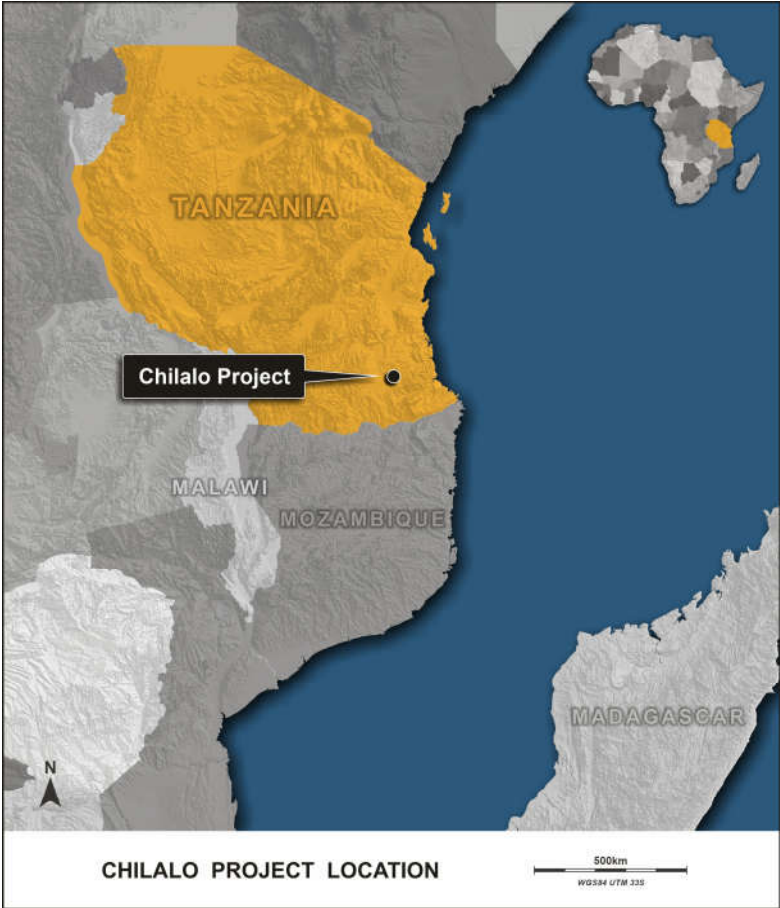 TANZANIA
Chilalo Project
MALAWI
MOZAMBIQUE
MADAGASCAR
N
CHILALO PROJECT LOCATION
500km
WGS84 UTM 33S